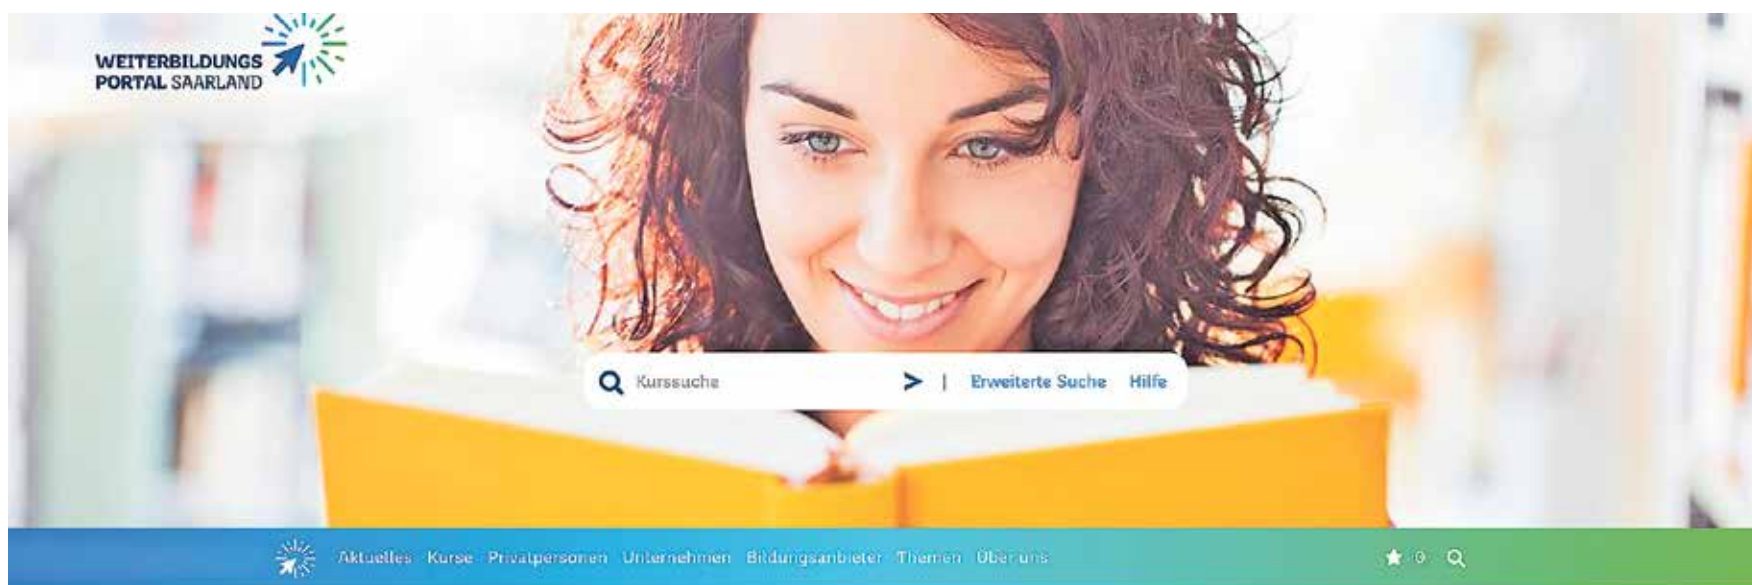 WEITERBILDUNGS
PORTAL SAARLAND
Kurssuche > | Erweiterte Suche Hilfe
Aktuelles Kurse Privatpersonen Unternehmen Bildungsanbieter Themen Über uns 0